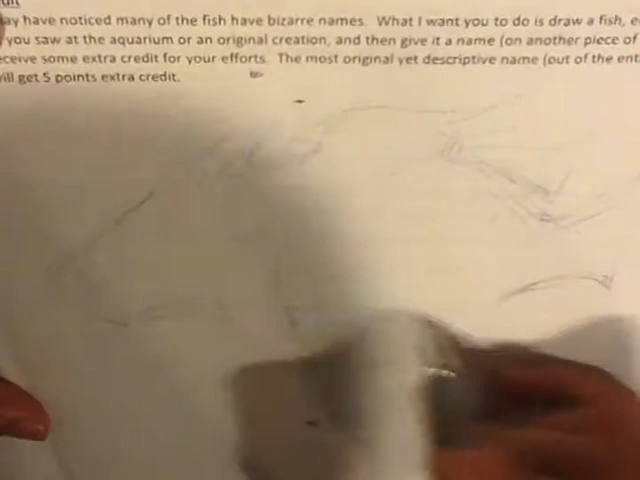 ay have noticed many of the fish have bizarre names. What I want you to do is draw a fish, e
you saw at the aquarium or an original creation, and then give it a name (on another piece of
eceive some extra credit for your efforts. The most original yet descriptive name (out of the ent
ill get 5 points extra credit.